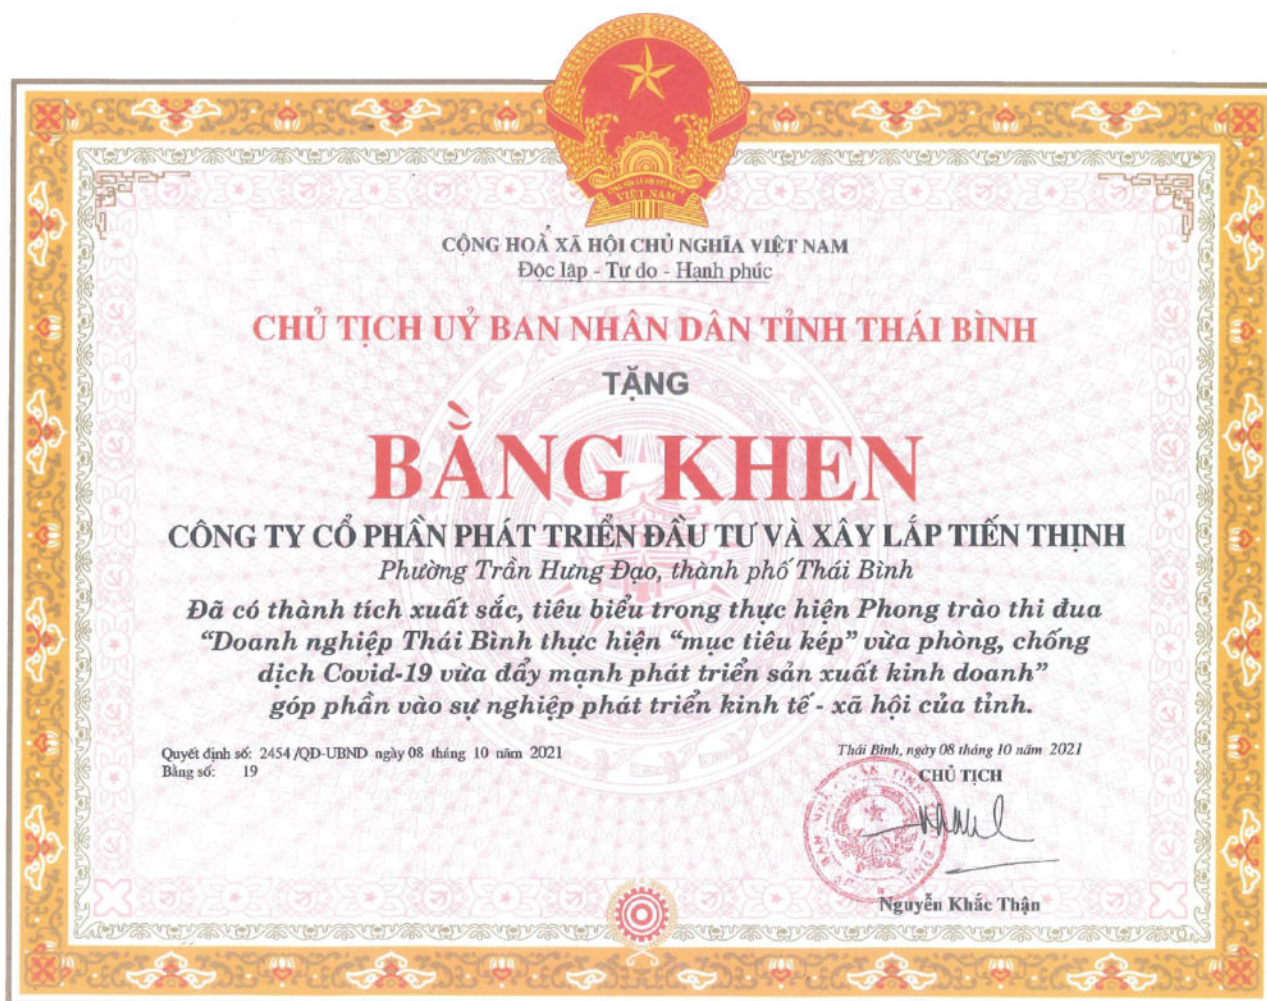 VIỆT NAM
CỘNG HOÀ XÃ HỘI CHỦ NGHĨA VIỆT NAM
Độc lập - Tự do - Hạnh phúc
CHỦ TỊCH UỶ BAN NHÂN DÂN TỈNH THÁI BÌNH
TẶNG
BẰNG KHEN
CÔNG TY CỔ PHẦN PHÁT TRIỂN ĐẦU TƯ VÀ XÂY LẮP TIẾN THỊNH
Phường Trần Hưng Đạo, thành phố Thái Bình
Đã có thành tích xuất sắc, tiêu biểu trong thực hiện Phong trào thi đua
“Doanh nghiệp Thái Bình thực hiện “mục tiêu kép” vừa phòng, chống
dịch Covid-19 vừa đẩy mạnh phát triển sản xuất kinh doanh”
góp phần vào sự nghiệp phát triển kinh tế - xã hội của tỉnh.
Quyết định số: 2454 /QĐ-UBND ngày 08 tháng 10 năm 2021
Bằng số: 19
Thái Bình, ngày 08 tháng 10 năm 2021
CHỦ TỊCH
Nguyễn Khắc Thận